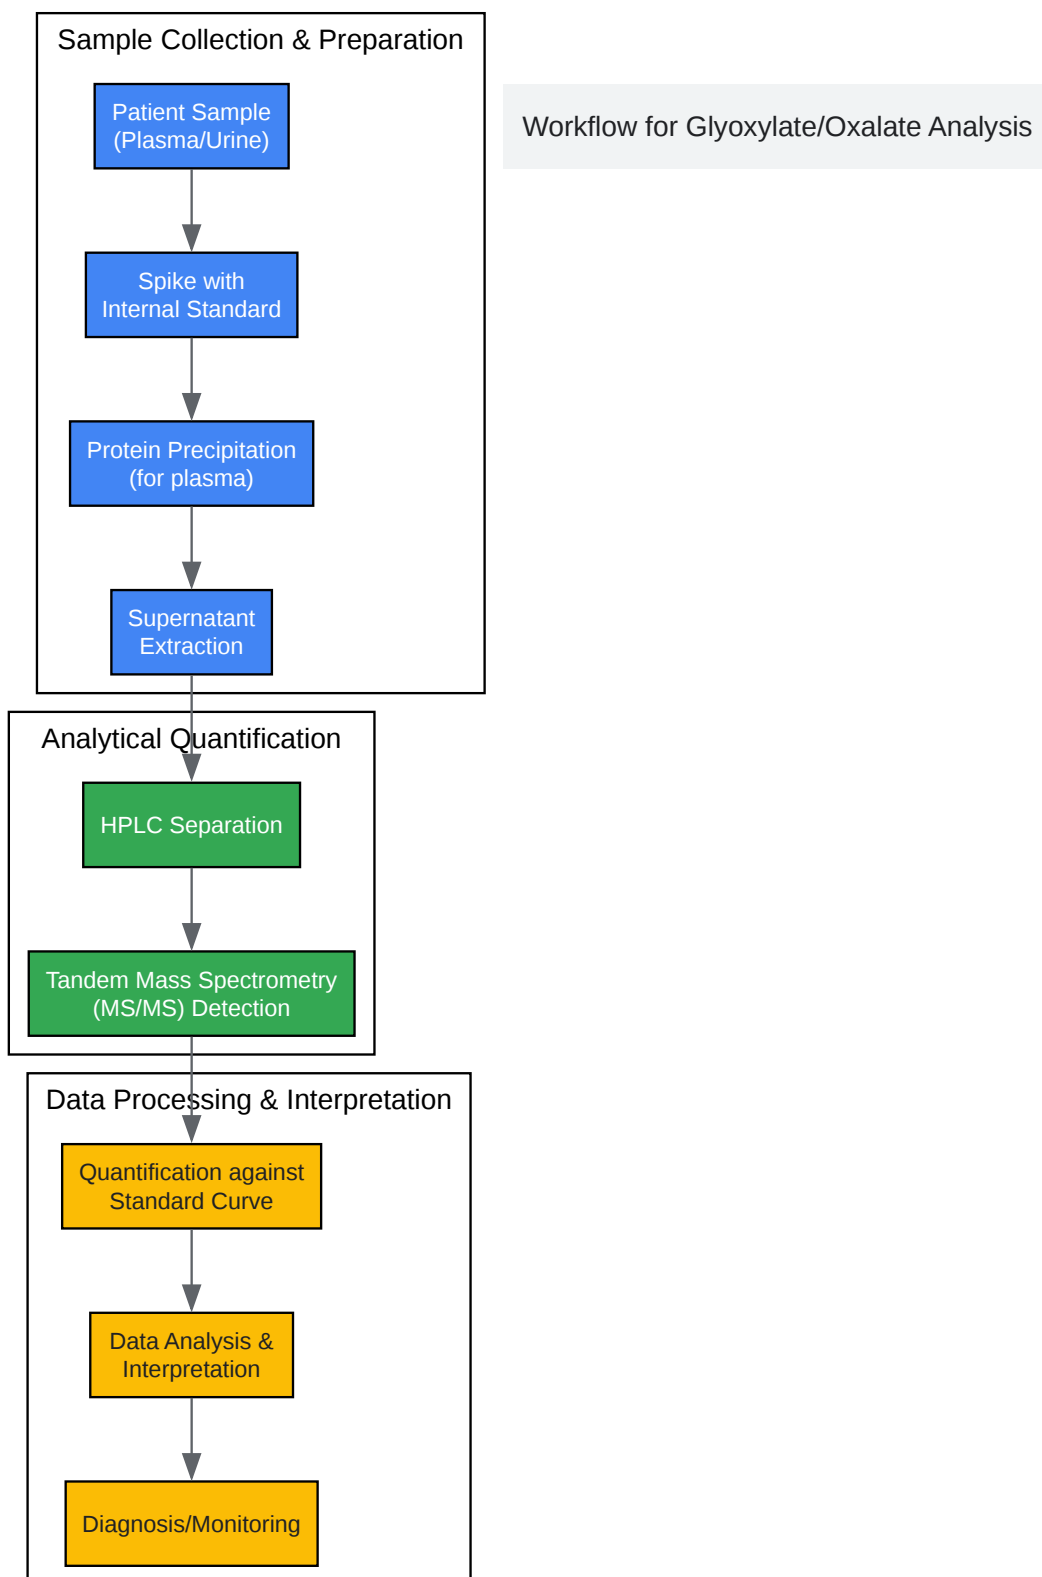 Sample Collection & Preparation
Patient Sample
(Plasma/Urine)
Workflow for Glyoxylate/Oxalate Analysis
Spike with
Internal Standard
Protein Precipitation
(for plasma)
Supernatant
Extraction
Analytical Quantification
HPLC Separation
Tandem Mass Spectrometry
(MS/MS) Detection
Data Processing & Interpretation
Quantification against
Standard Curve
Data Analysis &
Interpretation
Diagnosis/Monitoring